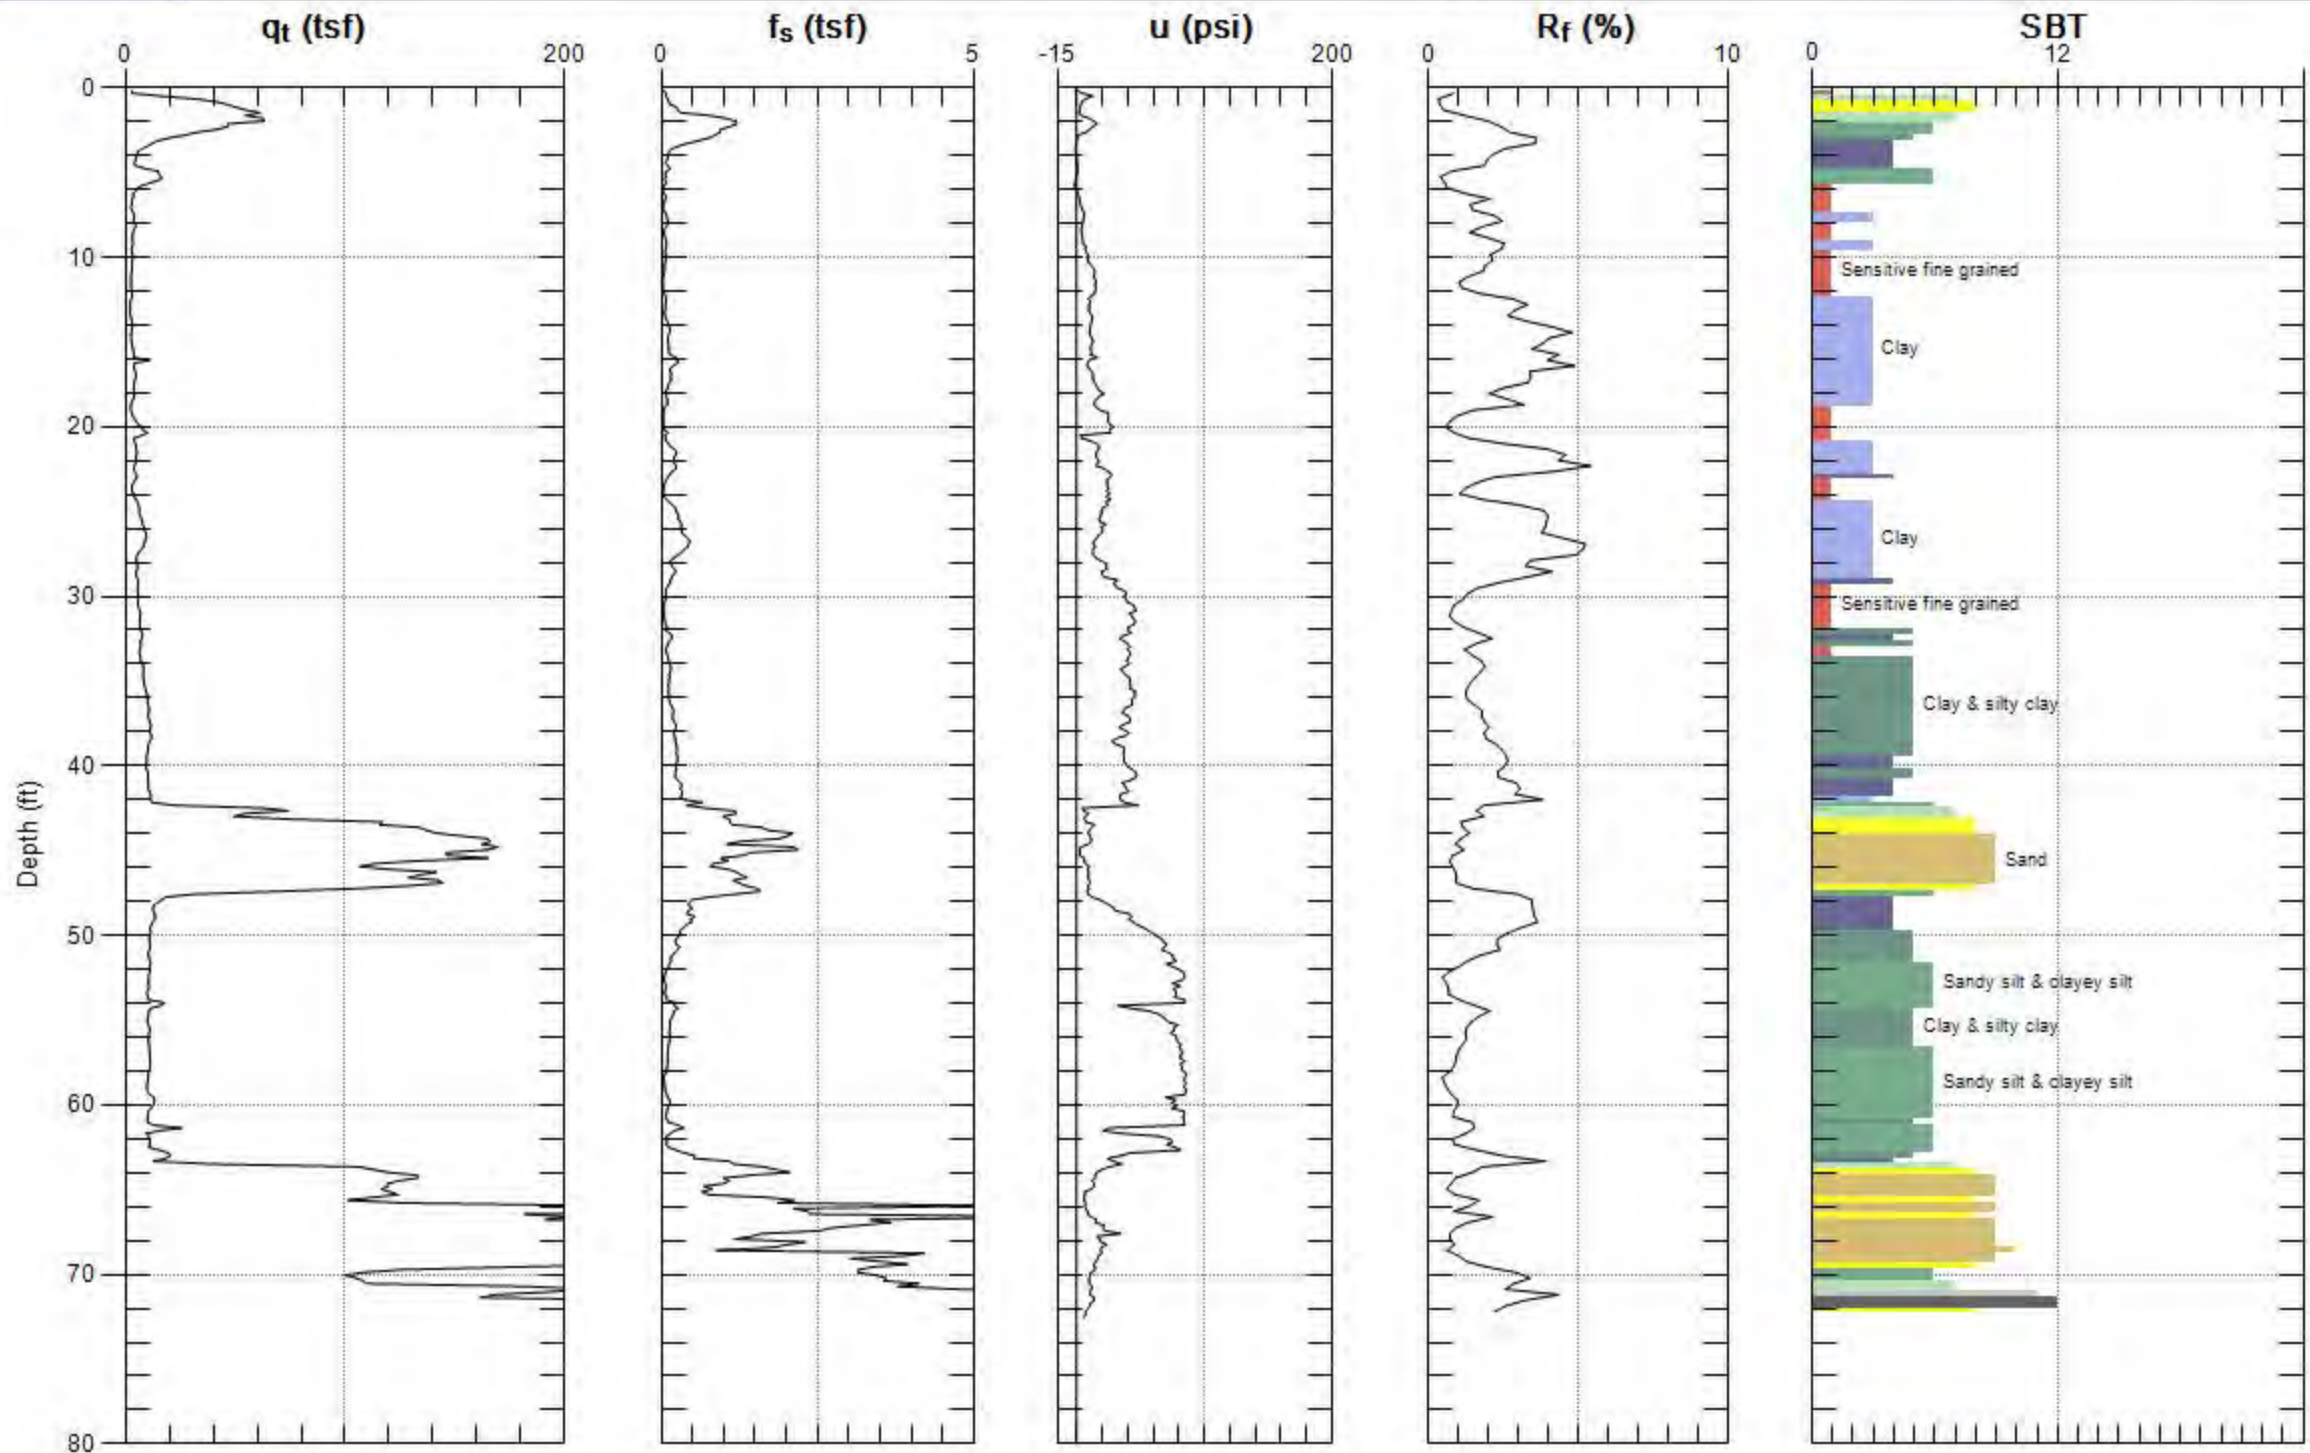 qt (tsf) fs (tsf) u (psi) Rf (%) SBT
0 200 0 5 -15 200 0 10 0 12
0
10
Sensitive fine grained
Clay
20
Clay
30
Sensitive fine grained
Clay & silty clay
40
Depth (ft)
Sand
50
Sandy silt & clayey silt
Clay & silty clay
Sandy silt & clayey silt
60
70
80